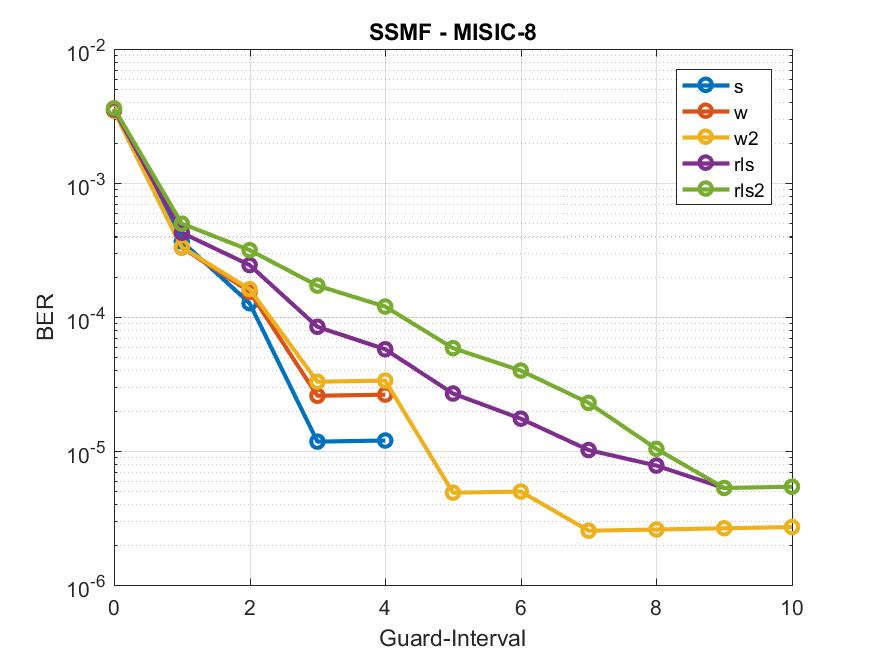 SSMF - MISIC-8
10^-2
10^-3
10^-4
10^-5
10^-6
BER
s
w
w2
rls
rls2
0 2 4 6 8 10
Guard-Interval